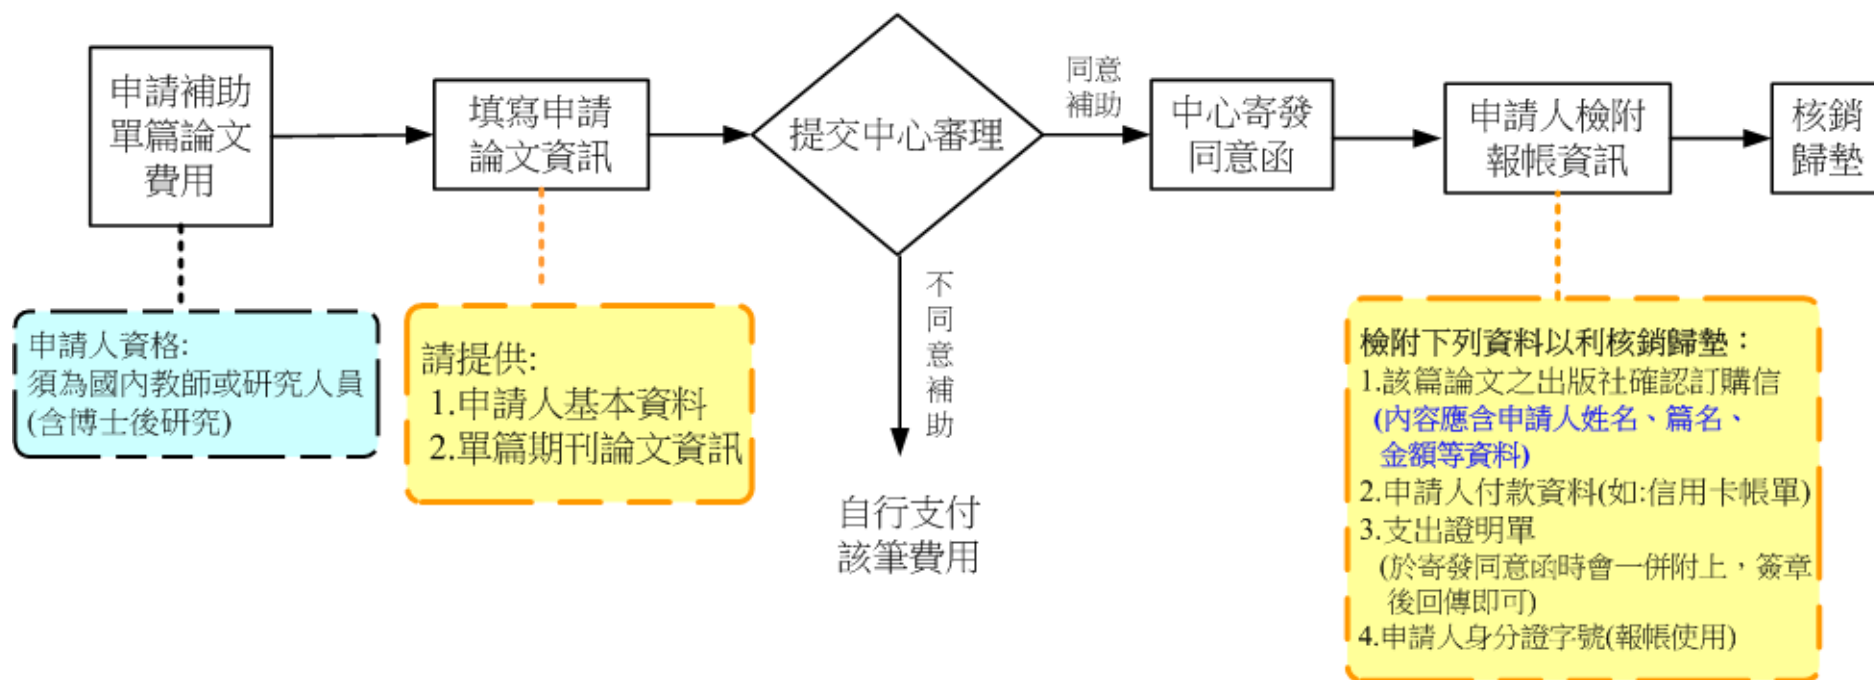 申請補助
單篇論文
費用
填寫申請
論文資訊
提交中心審理
同意
補助
中心寄發
同意函
申請人檢附
報帳資訊
核銷
歸墊
不
同
意
補
助
自行支付
該筆費用
申請人資格:
須為國內教師或研究人員
(含博士後研究)
請提供:
1.申請人基本資料
2.單篇期刊論文資訊
檢附下列資料以利核銷歸墊：
1.該篇論文之出版社確認訂購信
(內容應含申請人姓名、篇名、
金額等資料)
2.申請人付款資料(如:信用卡帳單)
3.支出證明單
(於寄發同意函時會一併附上，簽章
後回傳即可)
4.申請人身分證字號(報帳使用)